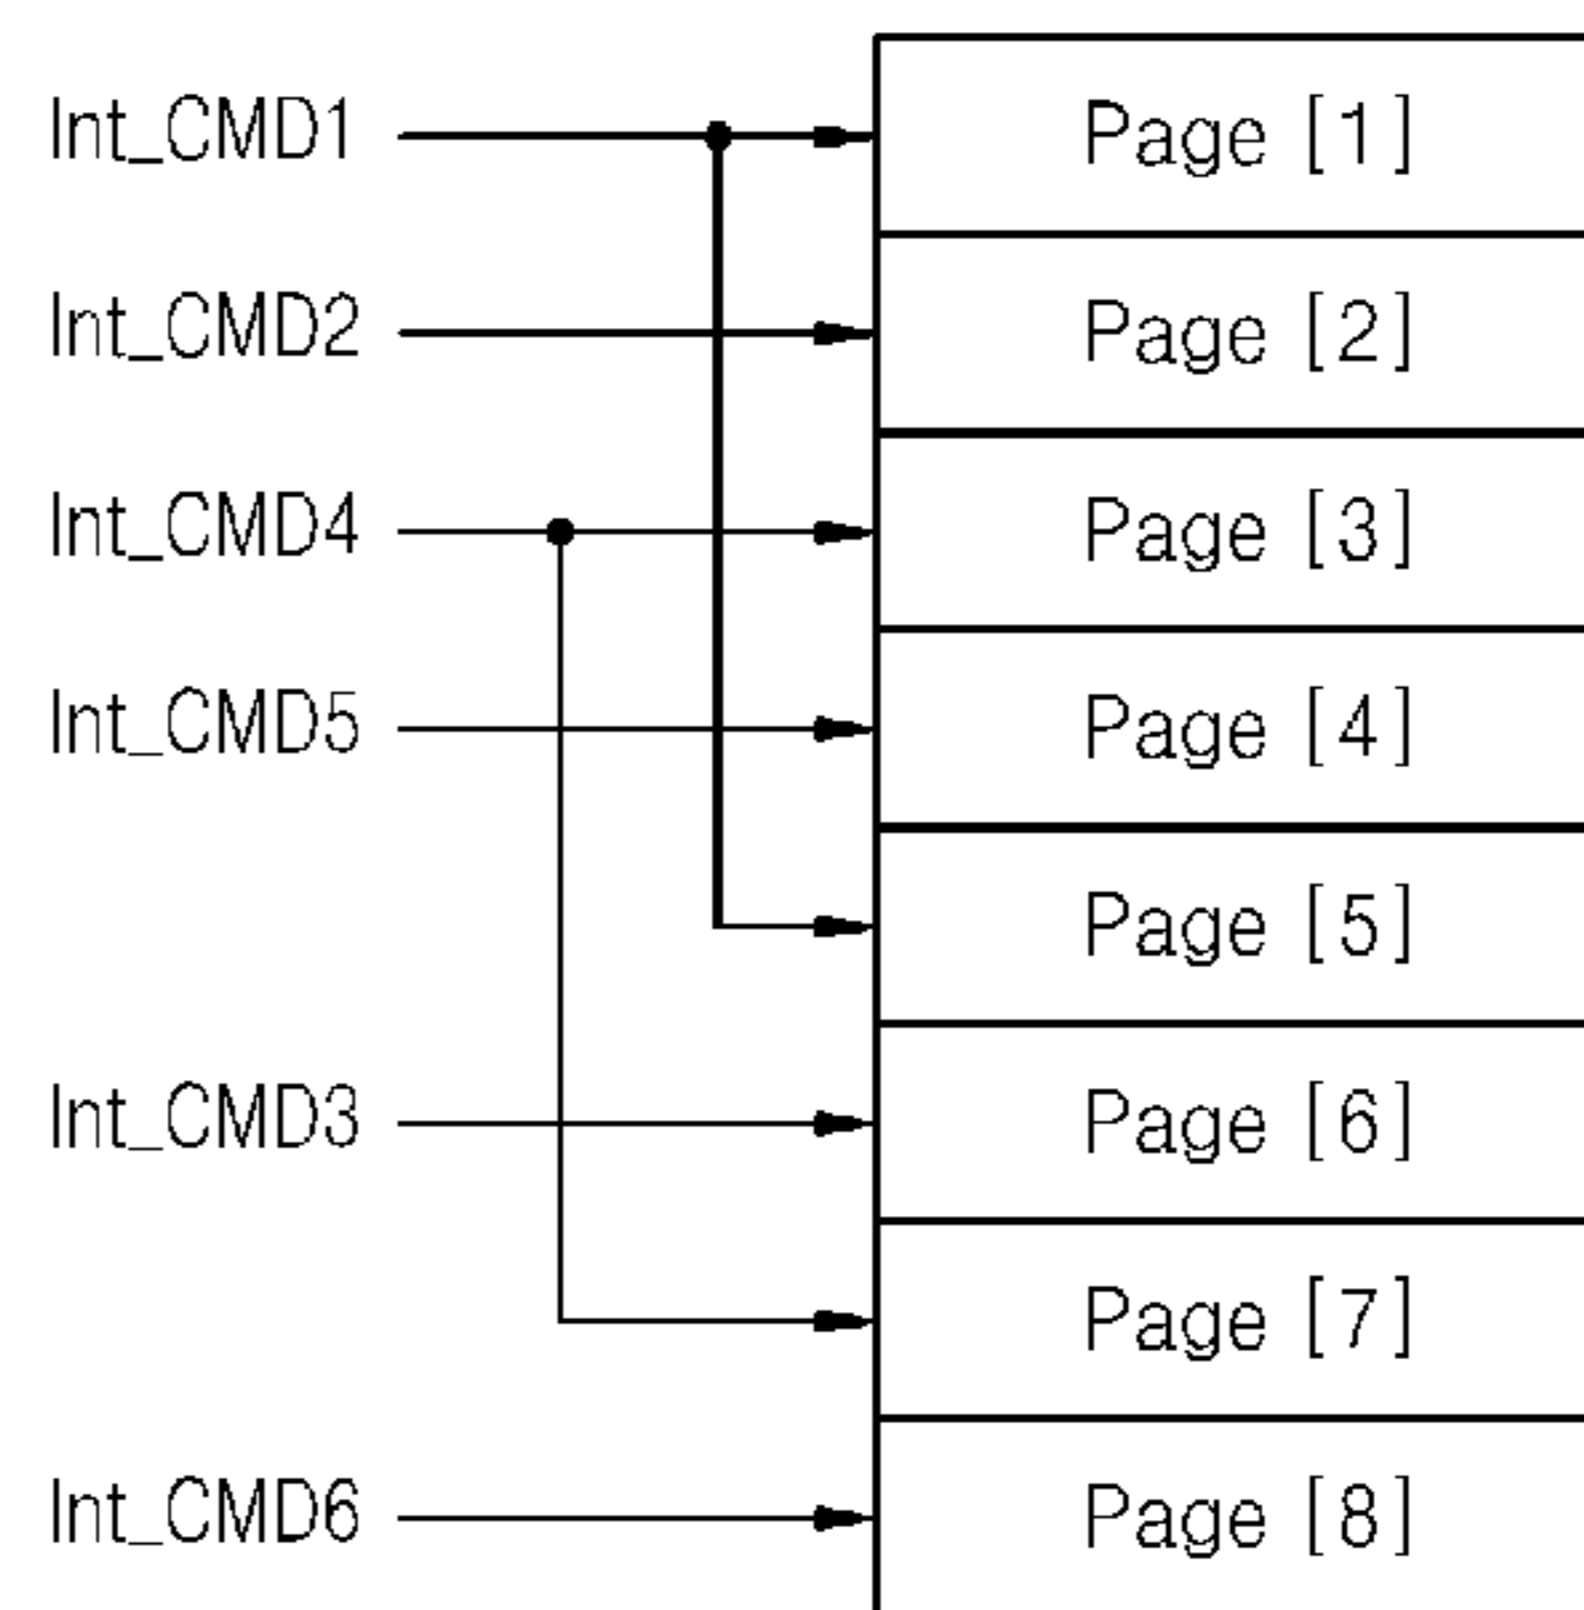 Int_CMD1 Page [1]
Int_CMD2 Page [2]
Int_CMD4 Page [3]
Int_CMD5 Page [4]
Page [5]
Int_CMD3 Page [6]
Page [7]
Int_CMD6 Page [8]